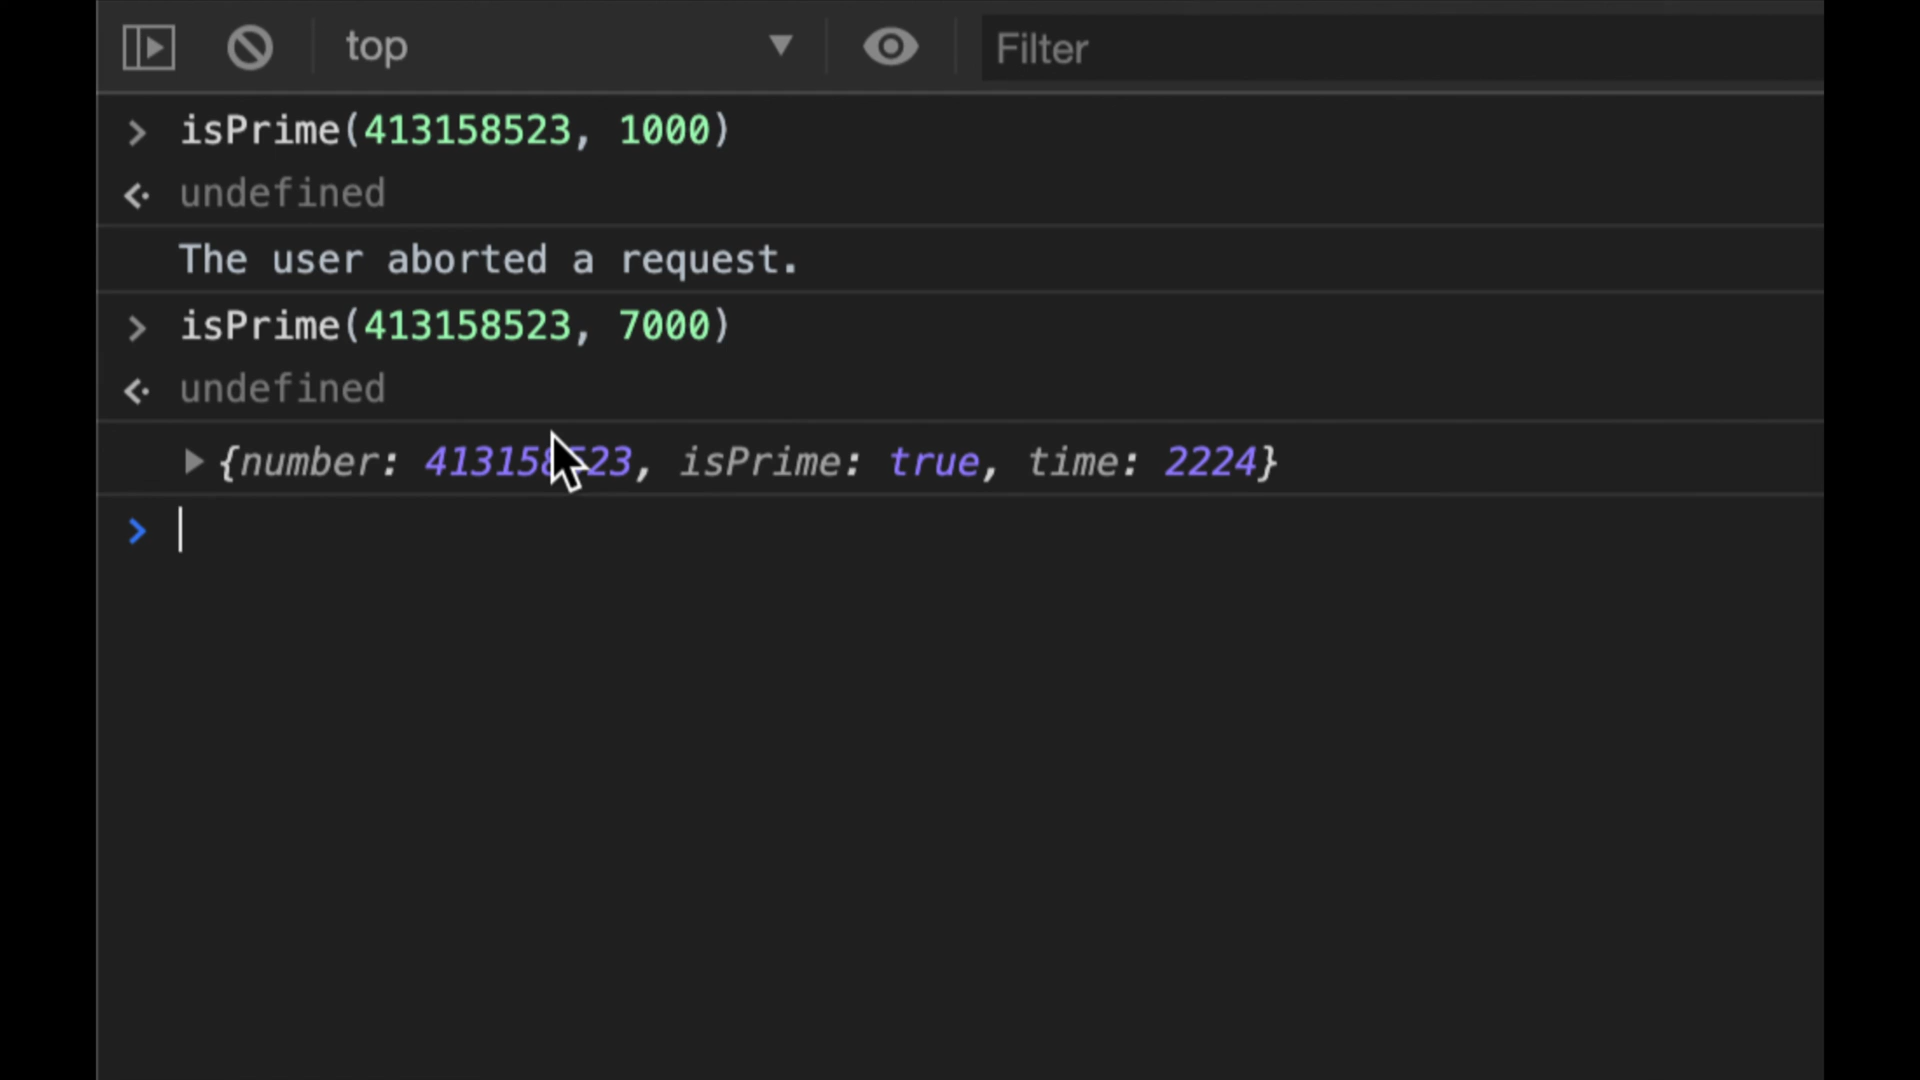 top Filter
isPrime(413158523, 1000)
undefined
The user aborted a request.
isPrime(413158523, 7000)
undefined
{number: 413158523, isPrime: true, time: 2224}